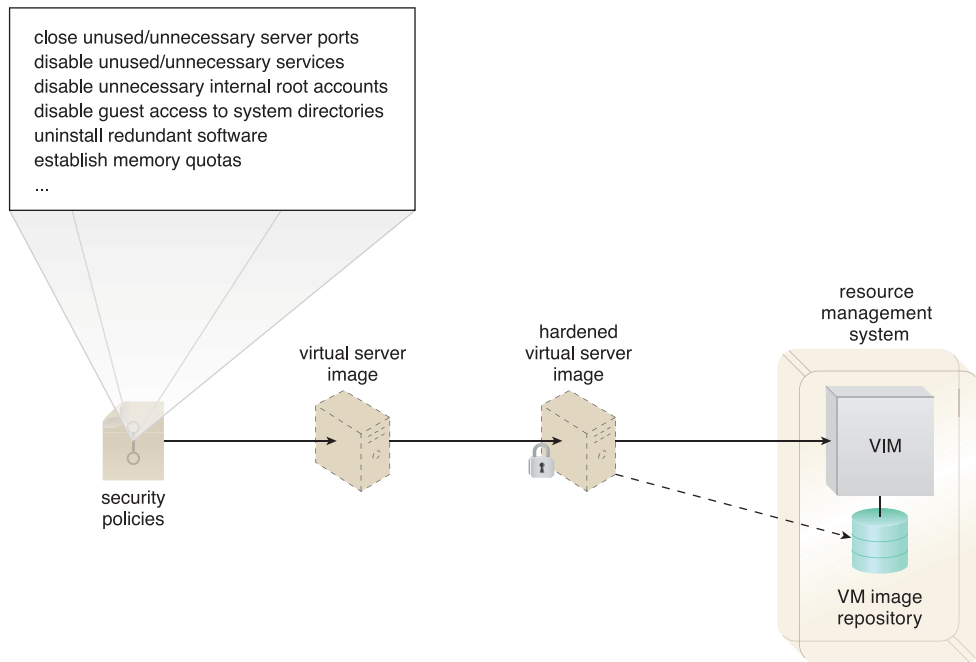 close unused/unnecessary server ports
disable unused/unnecessary services
disable unnecessary internal root accounts
disable guest access to system directories
uninstall redundant software
establish memory quotas
...
security
policies
virtual server
image
hardened
virtual server
image
resource
management
system
VIM
VM image
repository